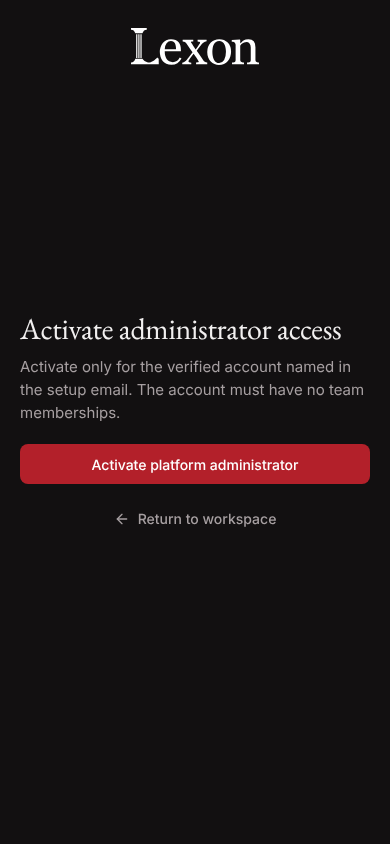 Lexon
Activate administrator access
Activate only for the verified account named in
the setup email. The account must have no team
memberships.
Activate platform administrator
← Return to workspace